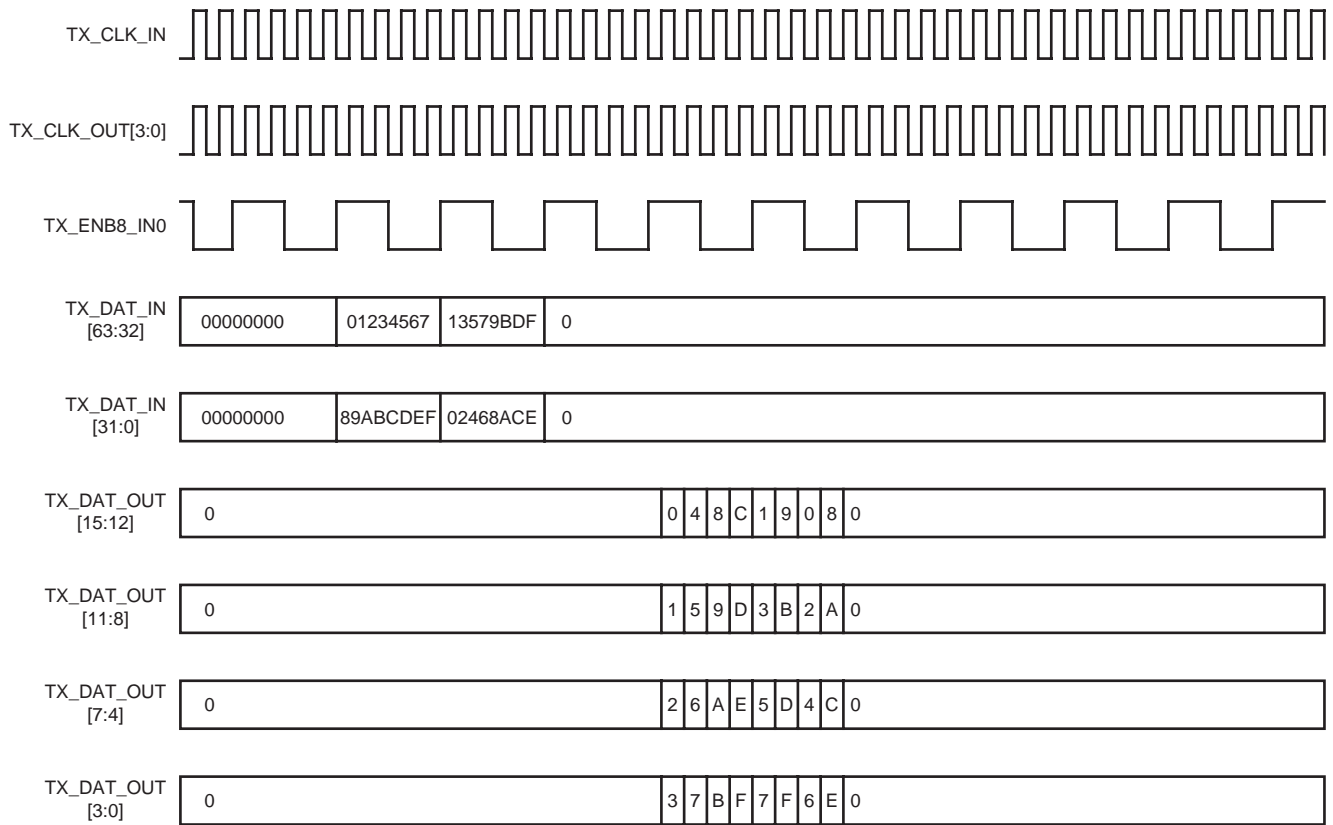 TX_CLK_IN
TX_CLK_OUT[3:0]
TX_ENB8_IN0
TX_DAT_IN
[63:32]
00000000 01234567 13579BDF 0
TX_DAT_IN
[31:0]
00000000 89ABCDEF 02468ACE 0
TX_DAT_OUT
[15:12]
0 0 4 8 C 1 9 0 8 0
TX_DAT_OUT
[11:8]
0 1 5 9 D 3 B 2 A 0
TX_DAT_OUT
[7:4]
0 2 6 A E 5 D 4 C 0
TX_DAT_OUT
[3:0]
0 3 7 B F 7 F 6 E 0